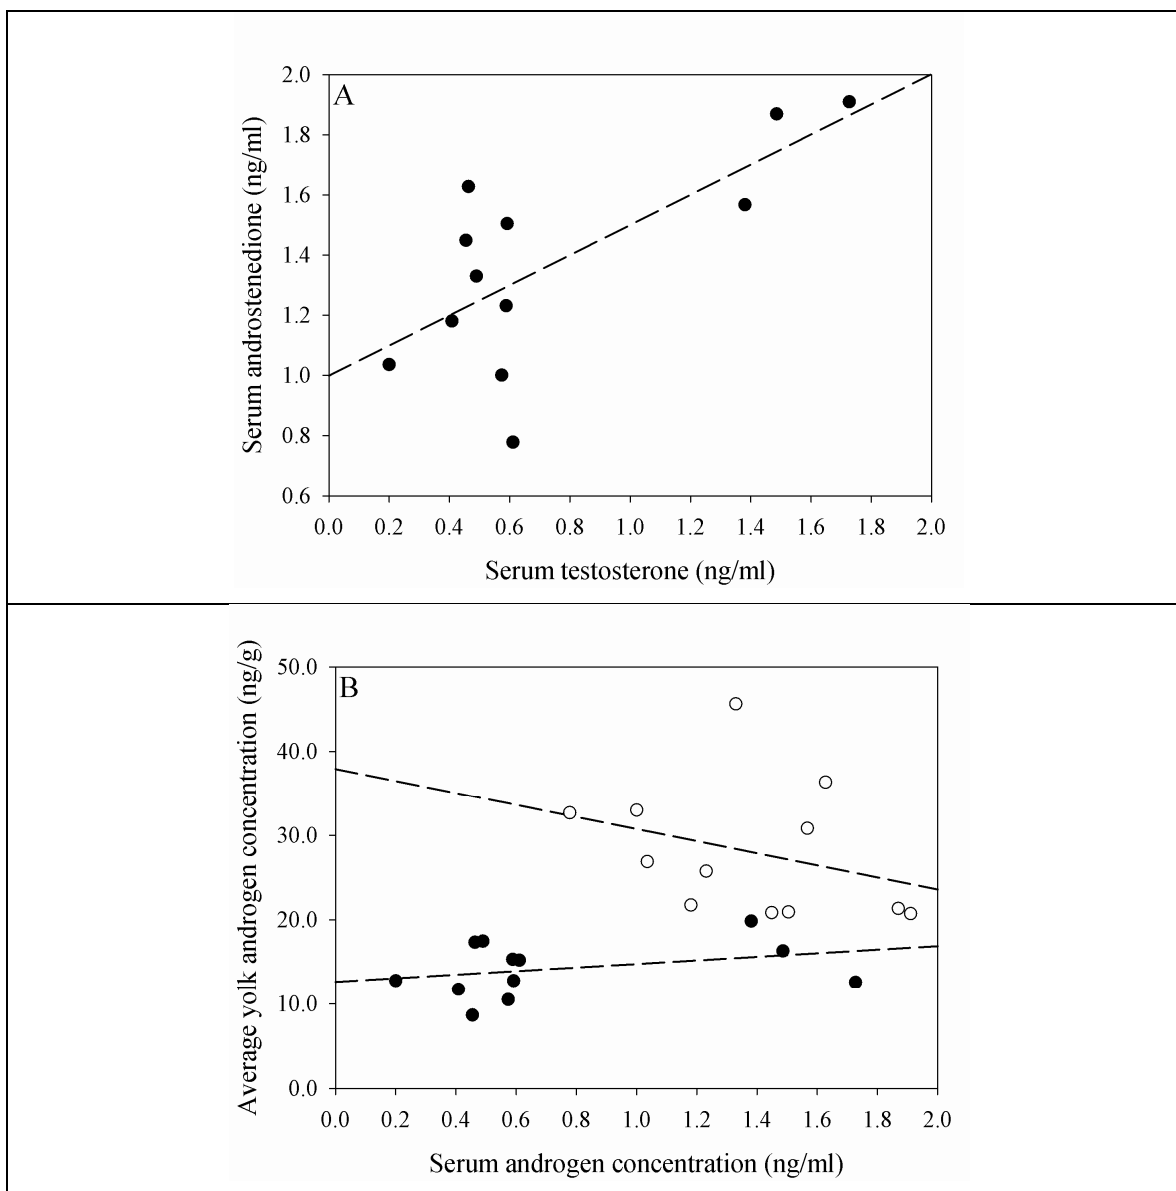 A
Serum androstenedione (ng/ml)
2.0
1.8
1.6
1.4
1.2
1.0
0.8
0.6
0.0 0.2 0.4 0.6 0.8 1.0 1.2 1.4 1.6 1.8 2.0
Serum testosterone (ng/ml)
B
Average yolk androgen concentration (ng/g)
50.0
40.0
30.0
20.0
10.0
0.0
0.0 0.2 0.4 0.6 0.8 1.0 1.2 1.4 1.6 1.8 2.0
Serum androgen concentration (ng/ml)